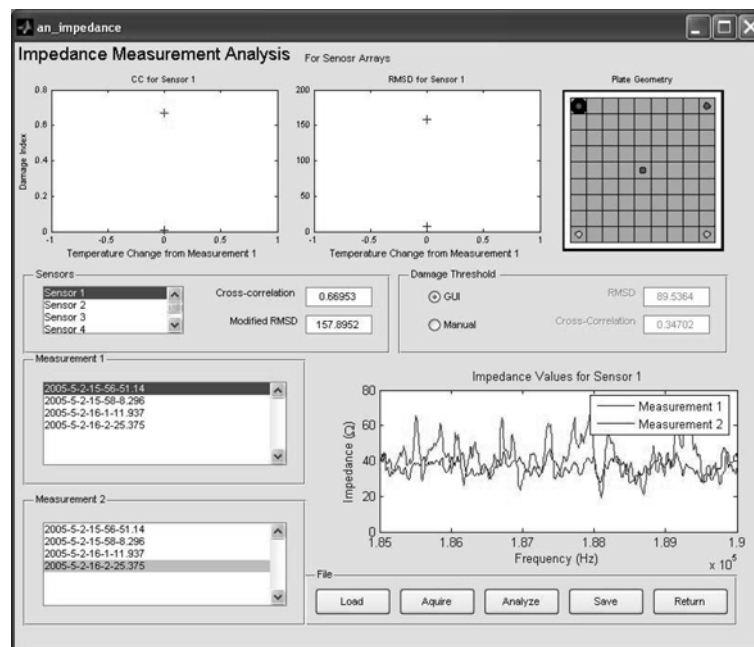 an_impedance
Impedance Measurement Analysis For Senosr Arrays
CC for Sensor 1
Damage Index
0.8
0.6
0.4
0.2
0
-1 -0.5 0 0.5 1
Temperature Change from Measurement 1
RMSD for Sensor 1
200
150
100
50
0
-1 -0.5 0 0.5 1
Temperature Change from Measurement 1
Plate Geometry
Sensors
Sensor 1
Sensor 2
Sensor 3
Sensor 4
Cross-correlation 0.66953
Modified RMSD 157.8952
Damage Threshold
GUI
Manual
RMSD 89.5364
Cross-Correlation 0.34702
Measurement 1
2005-5-2-15-56-51.14
2005-5-2-15-58-8.296
2005-5-2-16-1-11.937
2005-5-2-16-2-25.375
Measurement 2
2005-5-2-15-56-51.14
2005-5-2-15-58-8.296
2005-5-2-16-1-11.937
2005-5-2-16-2-25.375
Impedance Values for Sensor 1
Impedance (Ω)
80
60
40
20
0
Measurement 1
Measurement 2
1.85 1.86 1.87 1.88 1.89 1.9
Frequency (Hz)
x 10^5
File
Load Aquire Analyze Save Return